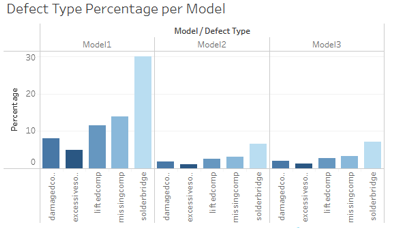 Defect Type Percentage per Model
Model / Defect Type
Model1 Model2 Model3
Percentage
30
20
10
0
damagedco..
excessiveso..
liftedcomp
missingcomp
solderbridge
damagedco..
excessiveso..
liftedcomp
missingcomp
solderbridge
damagedco..
excessiveso..
liftedcomp
missingcomp
solderbridge